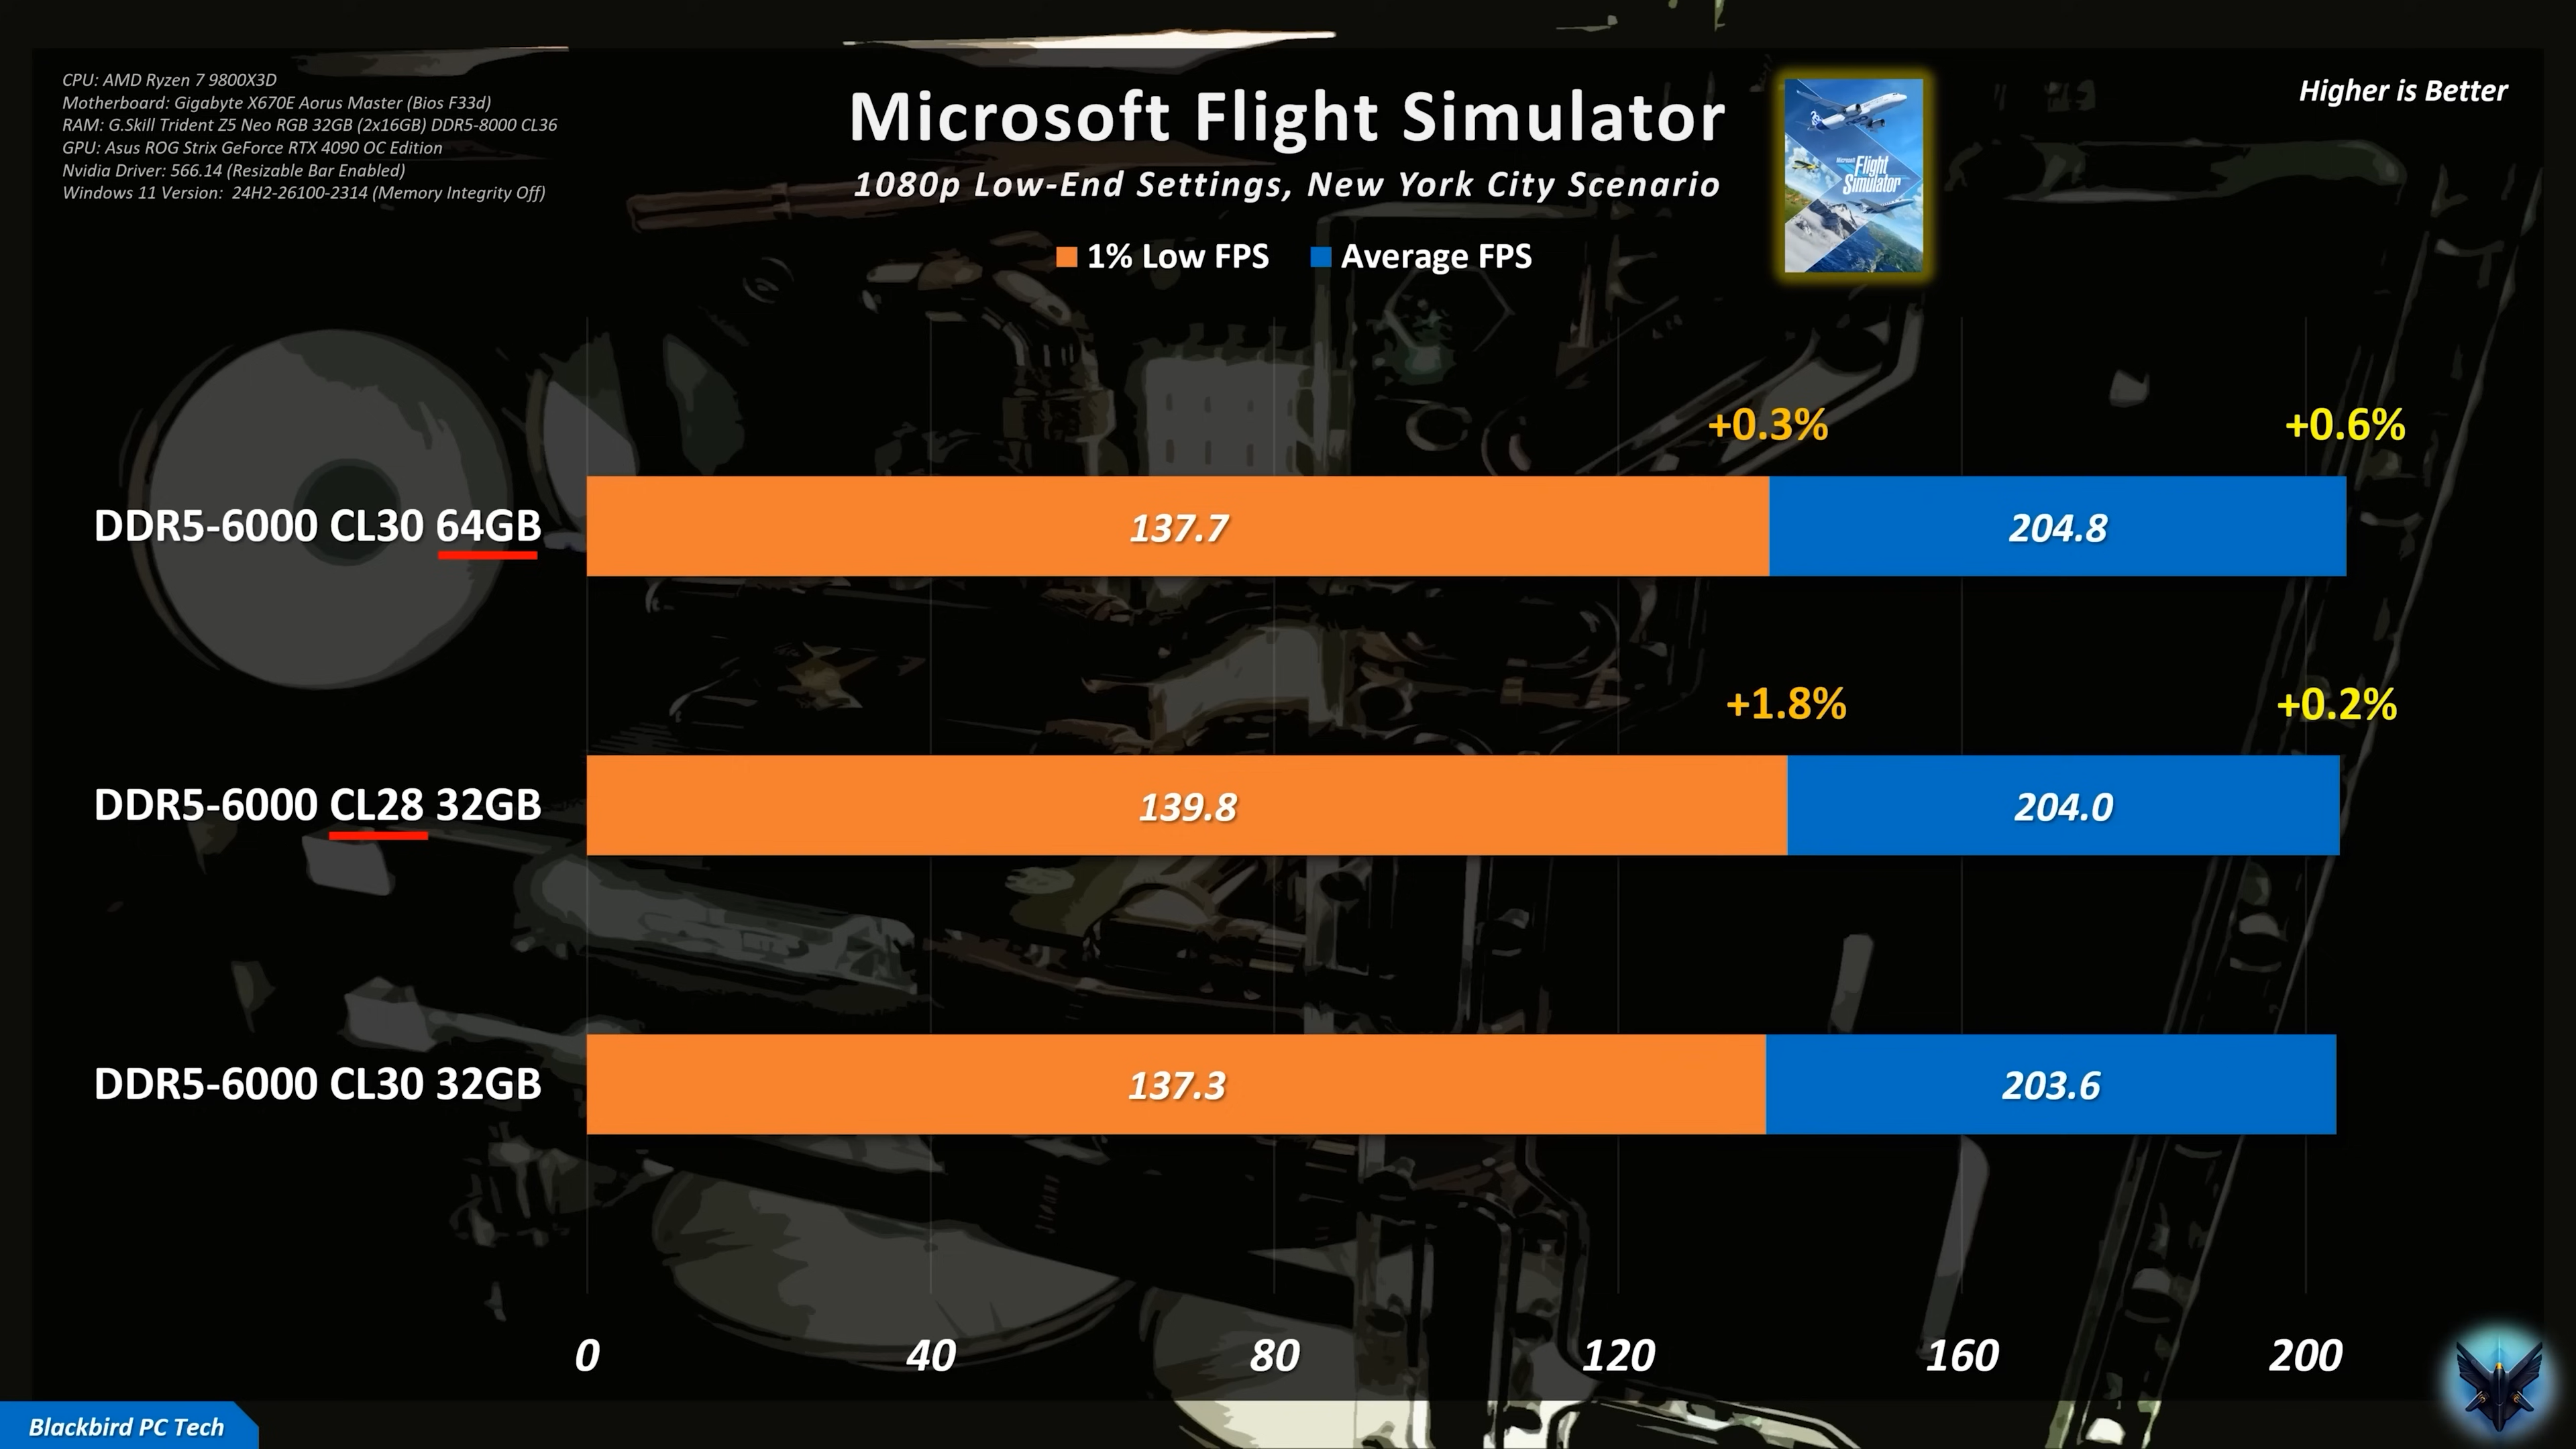 CPU: AMD Ryzen 7 9800X3D
Motherboard: Gigabyte X670E Aorus Master (Bios F33d)
RAM: G.Skill Trident Z5 Neo RGB 32GB (2x16GB) DDR5-8000 CL36
GPU: Asus ROG Strix GeForce RTX 4090 OC Edition
Nvidia Driver: 566.14 (Resizable Bar Enabled)
Windows 11 Version: 24H2-26100-2314 (Memory Integrity Off)
Microsoft Flight Simulator
1080p Low-End Settings, New York City Scenario
1% Low FPS Average FPS
Microsoft
Flight
Simulator
Higher is Better
+0.3% +0.6%
DDR5-6000 CL30 64GB 137.7 204.8
+1.8% +0.2%
DDR5-6000 CL28 32GB 139.8 204.0
DDR5-6000 CL30 32GB 137.3 203.6
0 40 80 120 160 200
Blackbird PC Tech